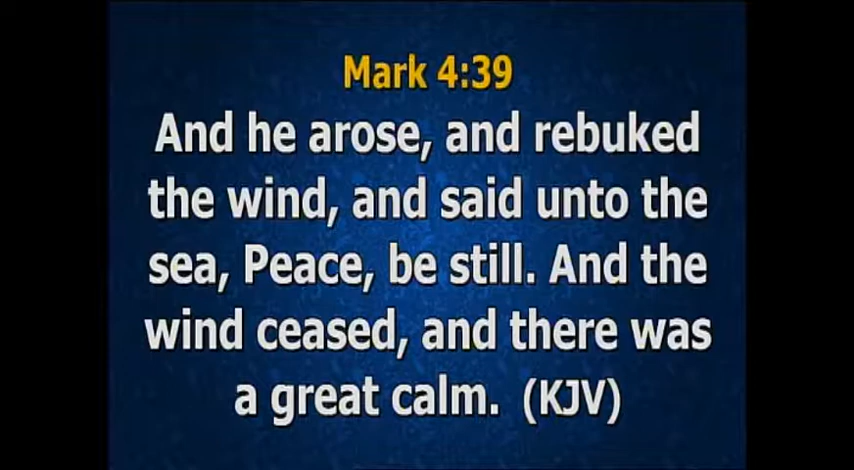 Mark 4:39
And he arose, and rebuked
the wind, and said unto the
sea, Peace, be still. And the
wind ceased, and there was
a great calm. (KJV)